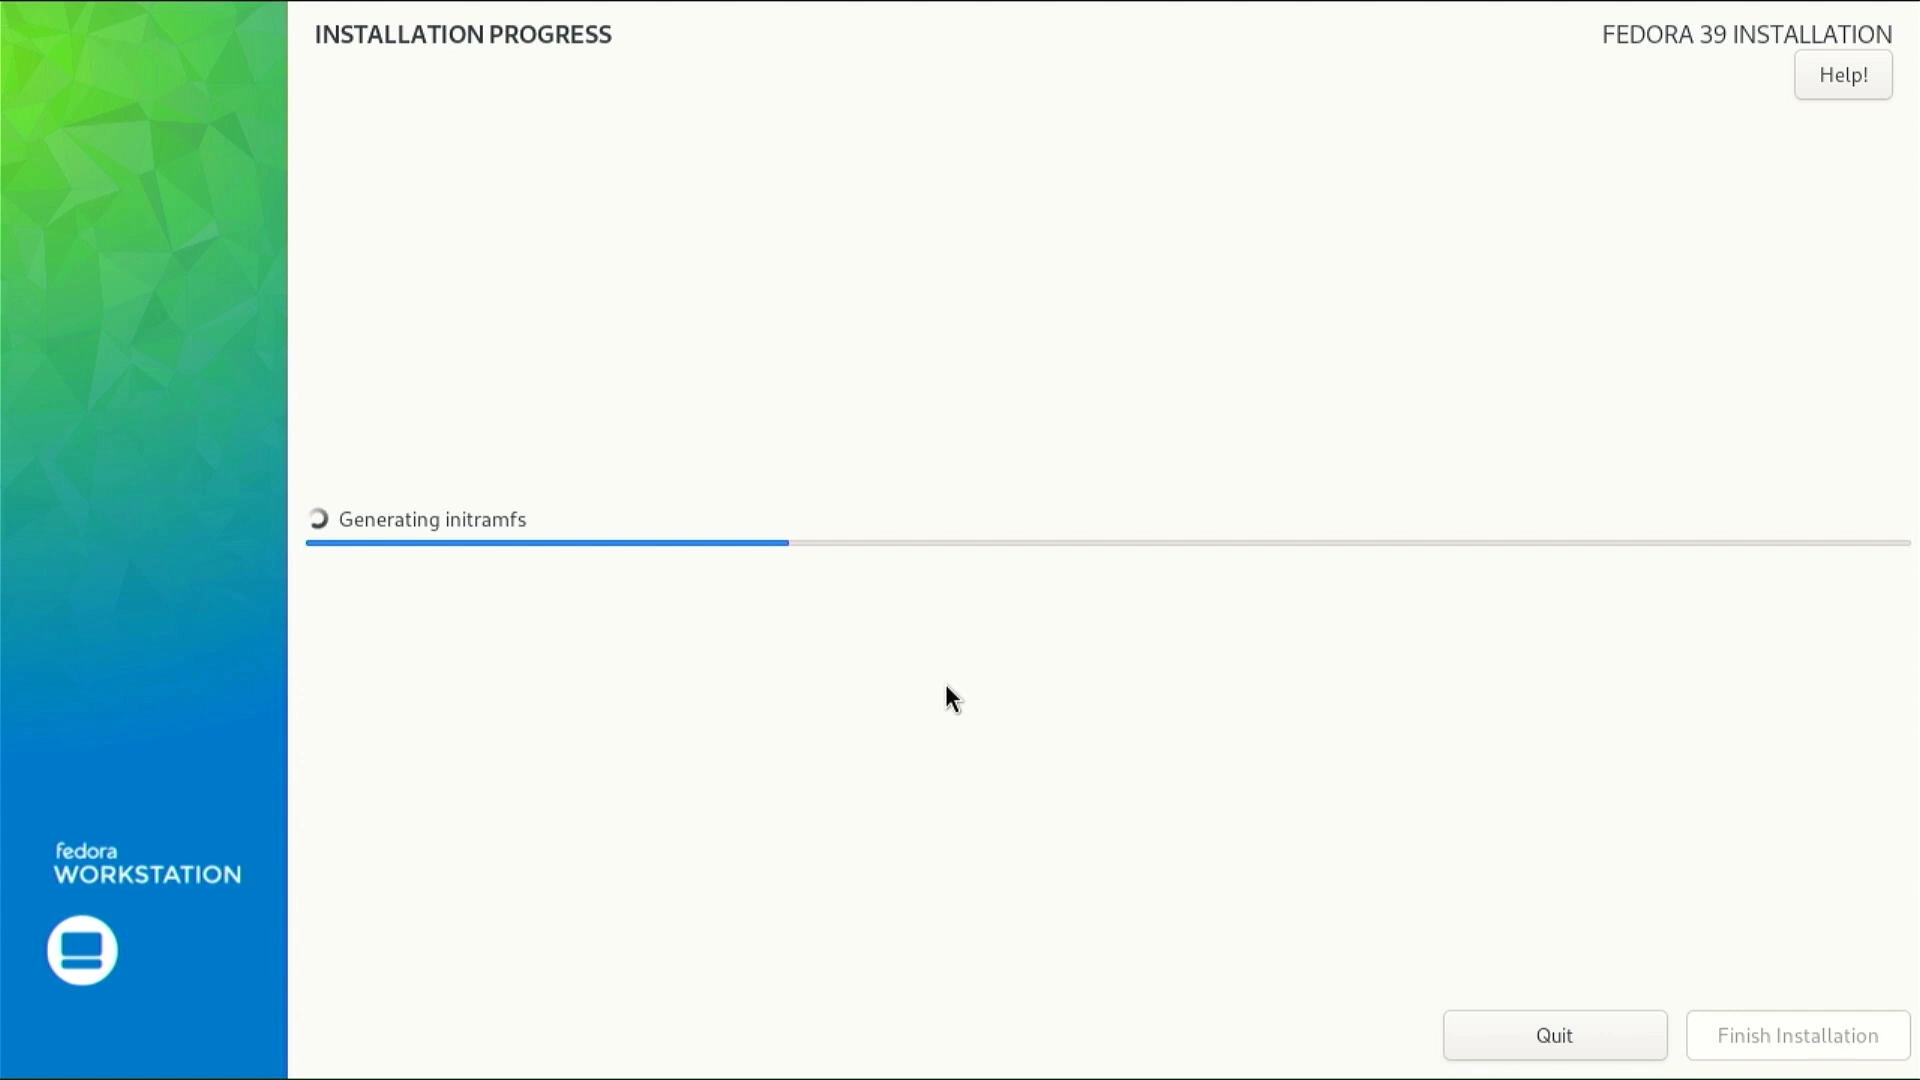 INSTALLATION PROGRESS
FEDORA 39 INSTALLATION
Help!
Generating initramfs
fedora
WORKSTATION
Quit
Finish Installation